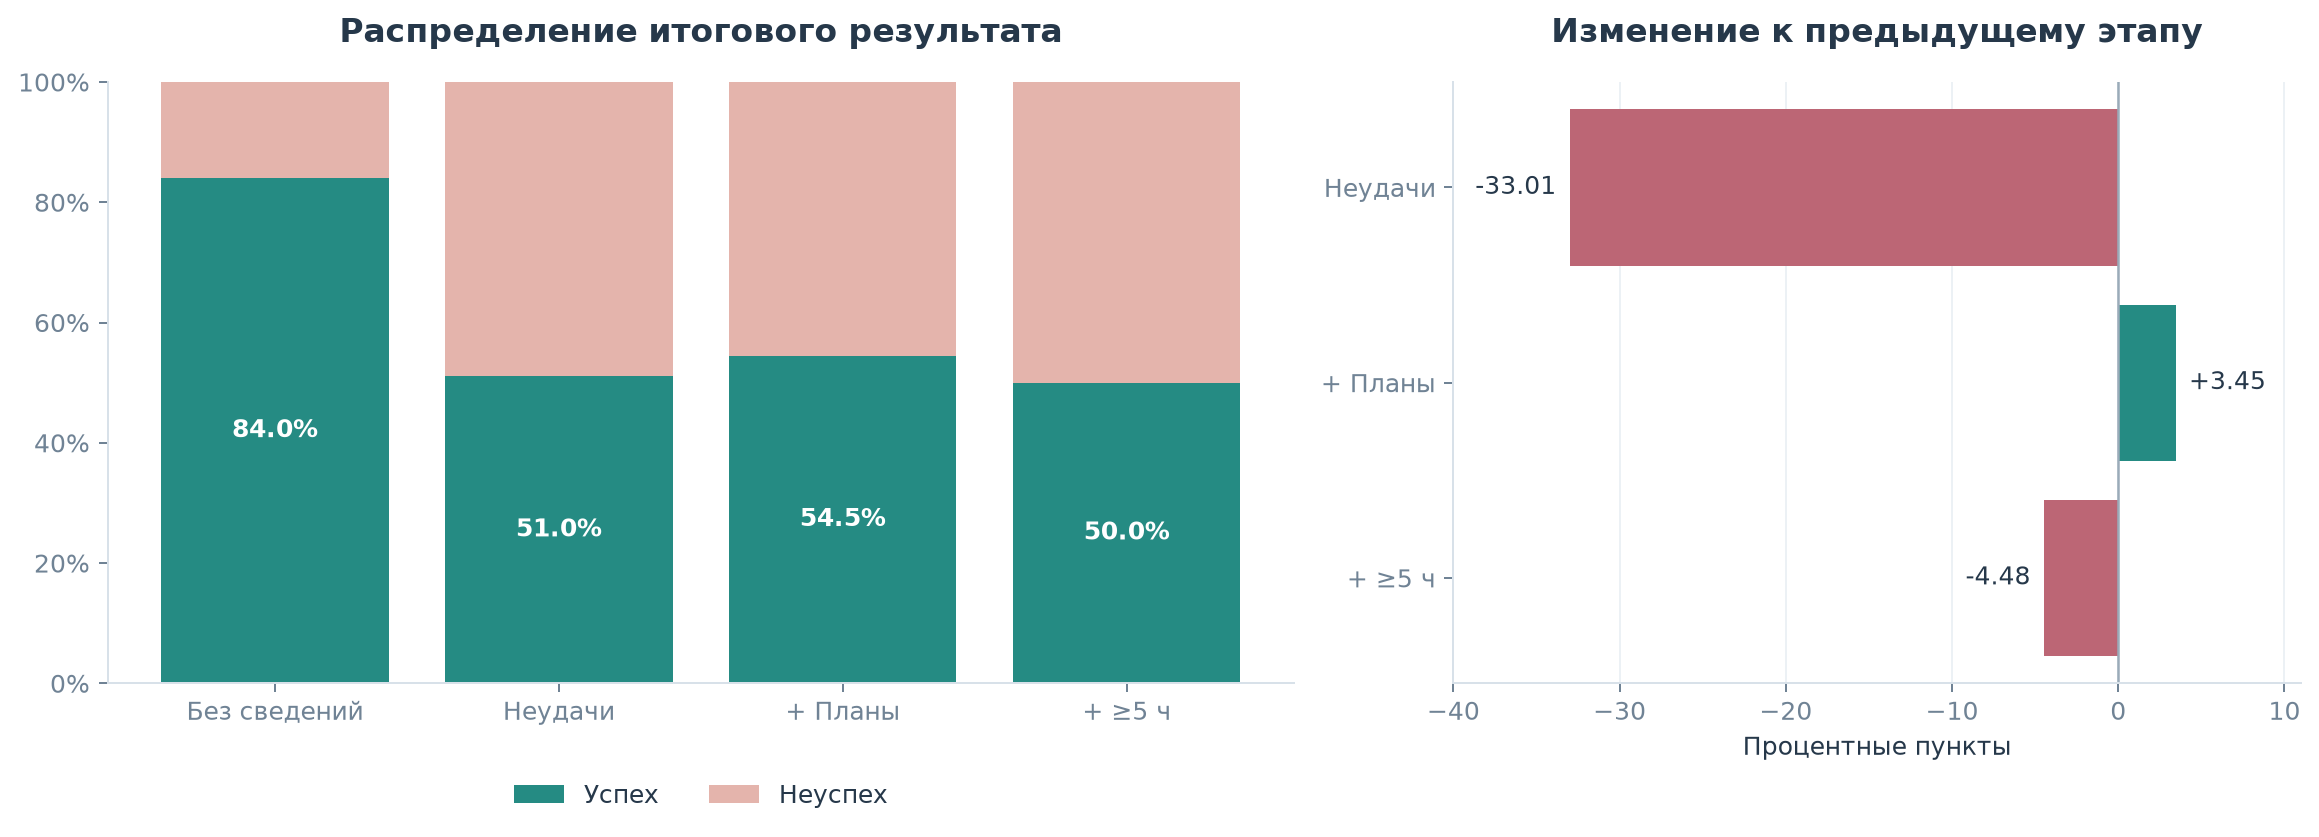 Распределение итогового результата
100%
80%
60%
40%
20%
0%
84.0%
51.0%
54.5%
50.0%
Без сведений
Неудачи
+ Планы
+ ≥5 ч
Успех
Неуспех
Изменение к предыдущему этапу
Неудачи
-33.01
+ Планы
+3.45
+ ≥5 ч
-4.48
−40
−30
−20
−10
0
10
Процентные пункты